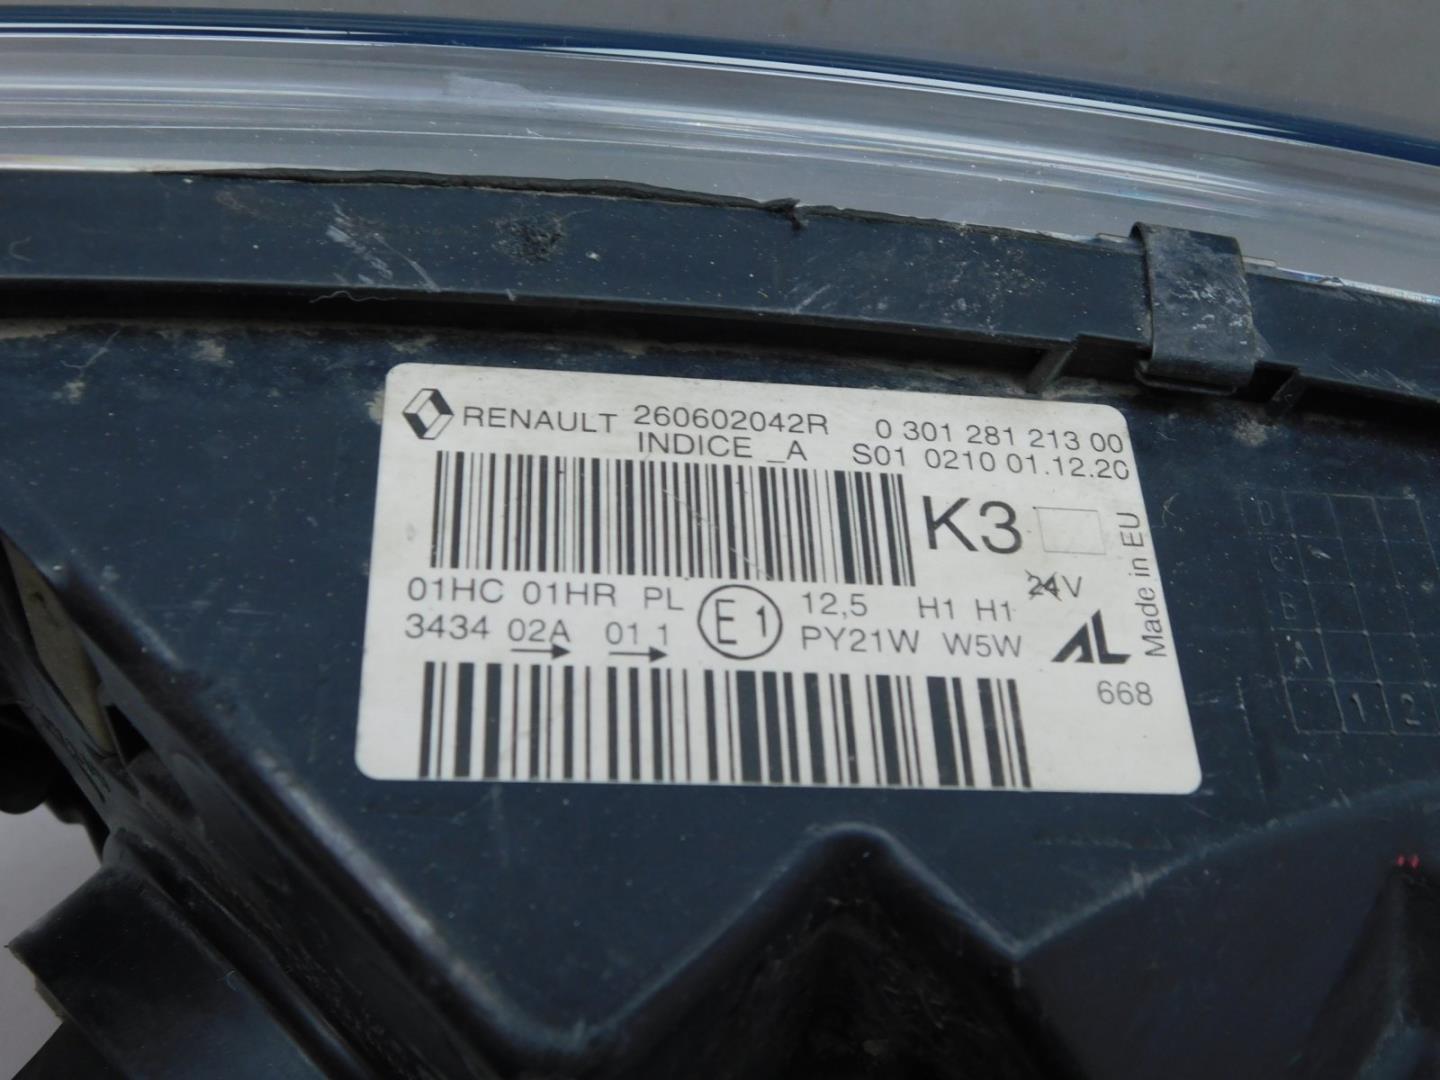 RENAULT 260602042R 0 301 281 213 00
INDICE _A S01 0210 01.12.20
K3
Made in EU
24V
01HC 01HR PL E1 12,5 H1 H1
3434 02A 01 1 PY21W W5W
AL
668
D
C
B
A
1 2